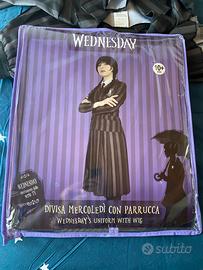 WEDNESDAY
10+
DIVISA MERCOLEDÌ CON PARRUCCA
WEDNESDAY'S UNIFORM WITH WIG
subito